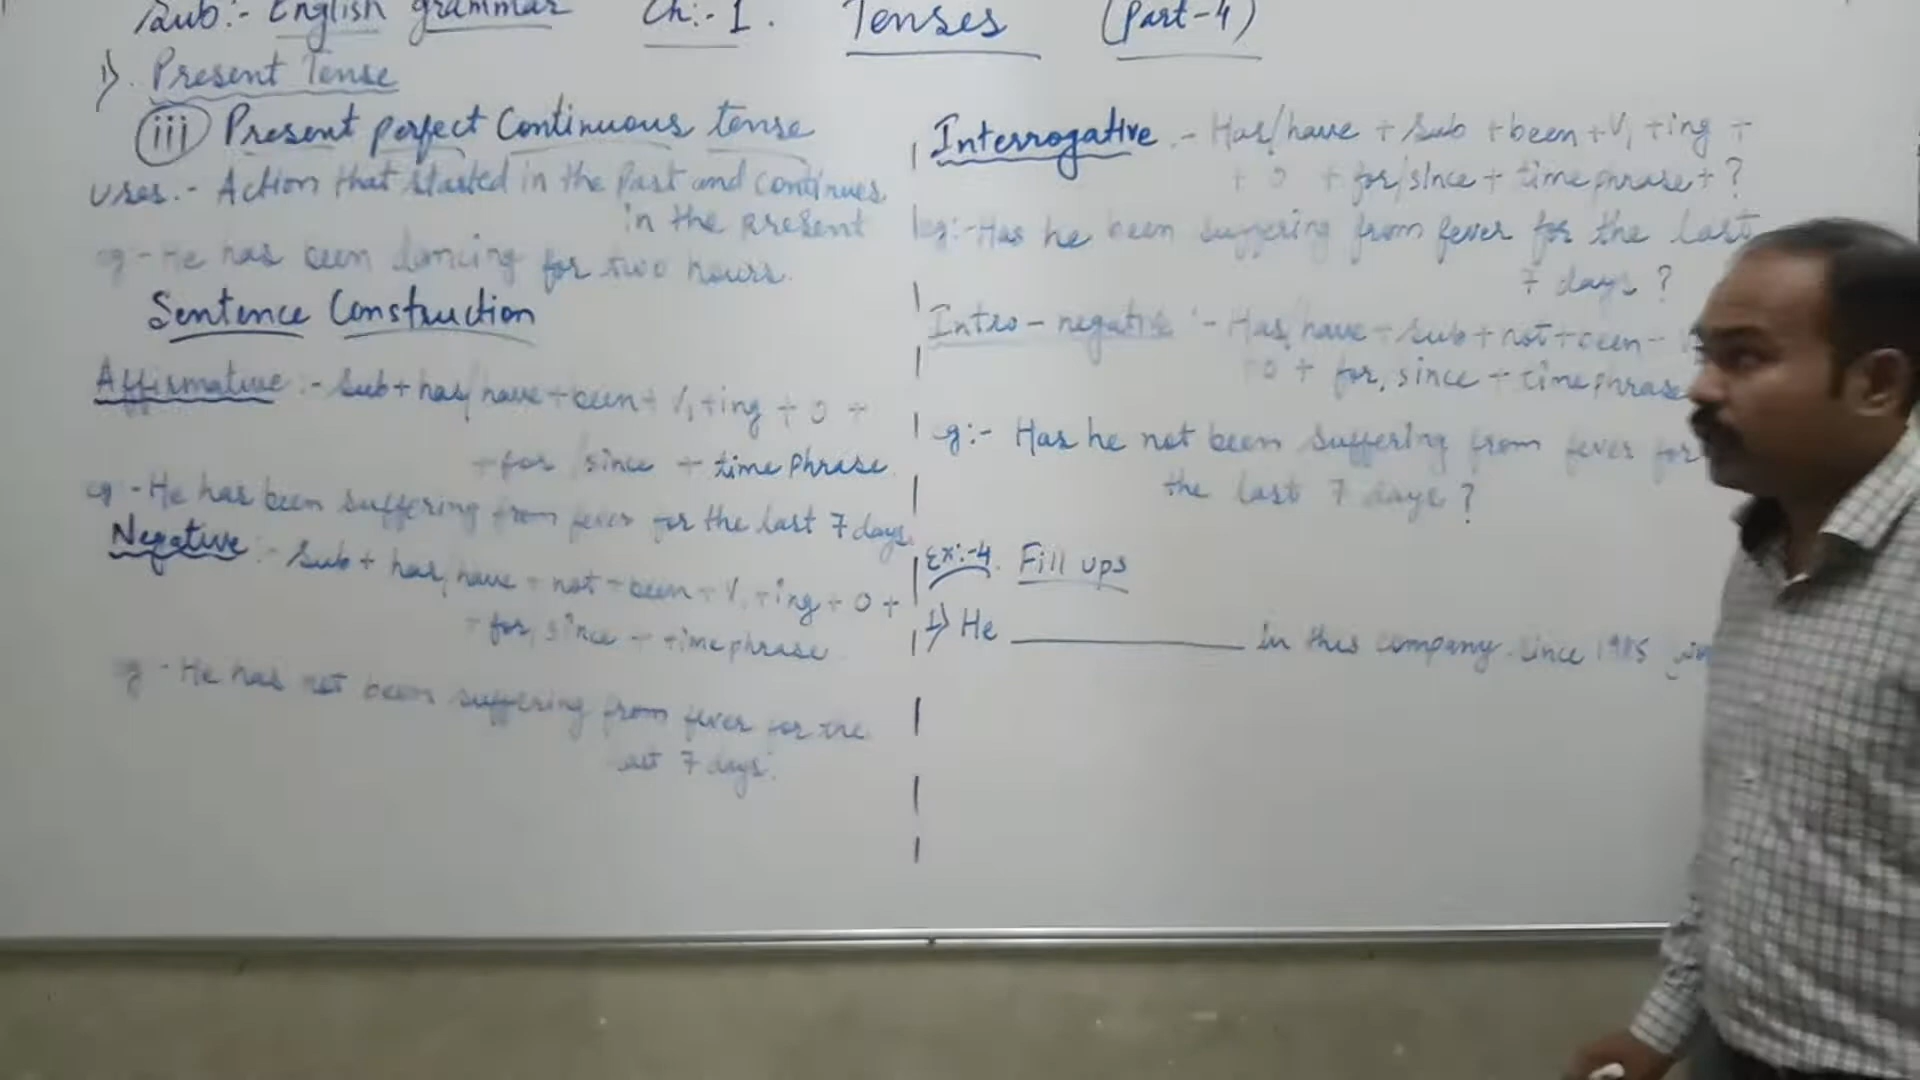 Sub:- English grammar Ch:- 1. Tenses (Part-4)
1). Present Tense
(iii) Present perfect Continuous tense
Uses.- Action that started in the Past and continues
in the present
eg - He has been dancing for two hours.
Sentence Construction
Affirmative :- Sub + has/have + been + V1 + ing + O +
+ for/since + time Phrase.
eg - He has been suffering from fever for the last 7 days.
Negative :- Sub + has/have + not + been + V1 + ing + O +
+ for, since + time phrase
eg - He has not been suffering from fever for the
last 7 days.
Interrogative :- Has/have + Sub + been + V1 + ing +
+ O + for/since + time phrase + ?
eg:- Has he been suffering from fever for the last
7 days ?
Intro - negative :- Has/have + Sub + not + been -
+ O + for, since + time phrase
eg:- Has he not been suffering from fever for
the last 7 days ?
Ex:-4. Fill ups
1) He __________ in this company since 1985